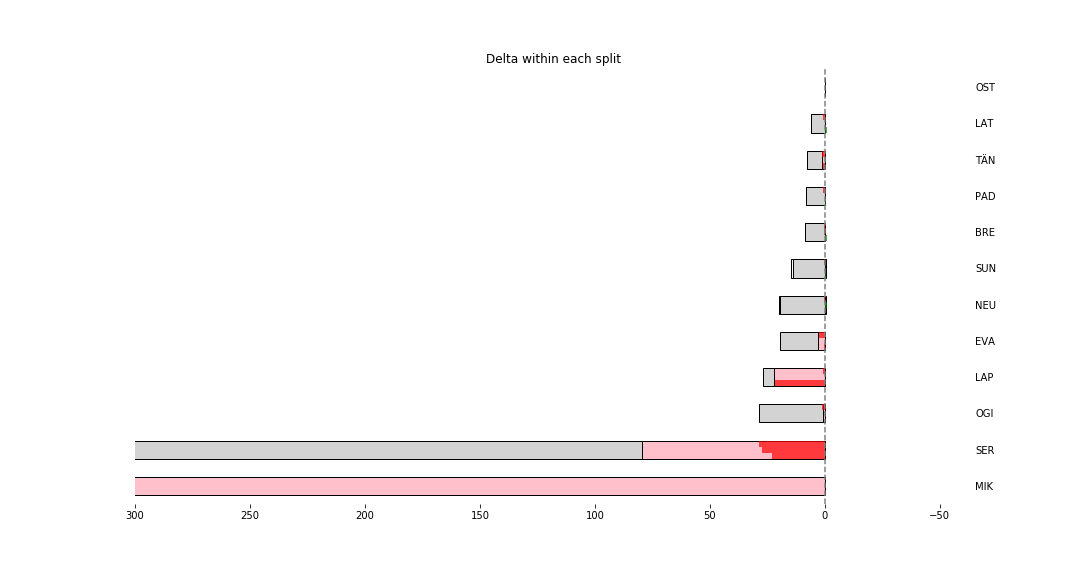 Delta within each split
OST
LAT
TÄN
PAD
BRE
SUN
NEU
EVA
LAP
OGI
SER
MIK
300 250 200 150 100 50 0 −50